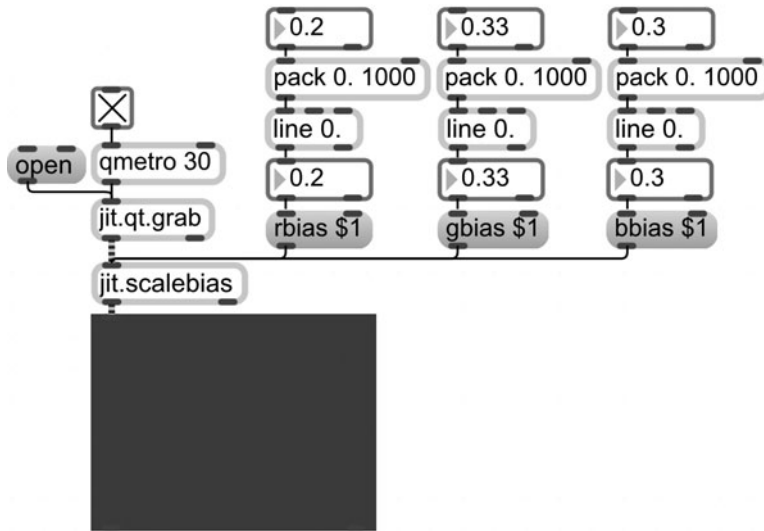 0.2
0.33
0.3
pack 0. 1000
pack 0. 1000
pack 0. 1000
line 0.
line 0.
line 0.
open
qmetro 30
0.2
0.33
0.3
jit.qt.grab
rbias $1
gbias $1
bbias $1
jit.scalebias